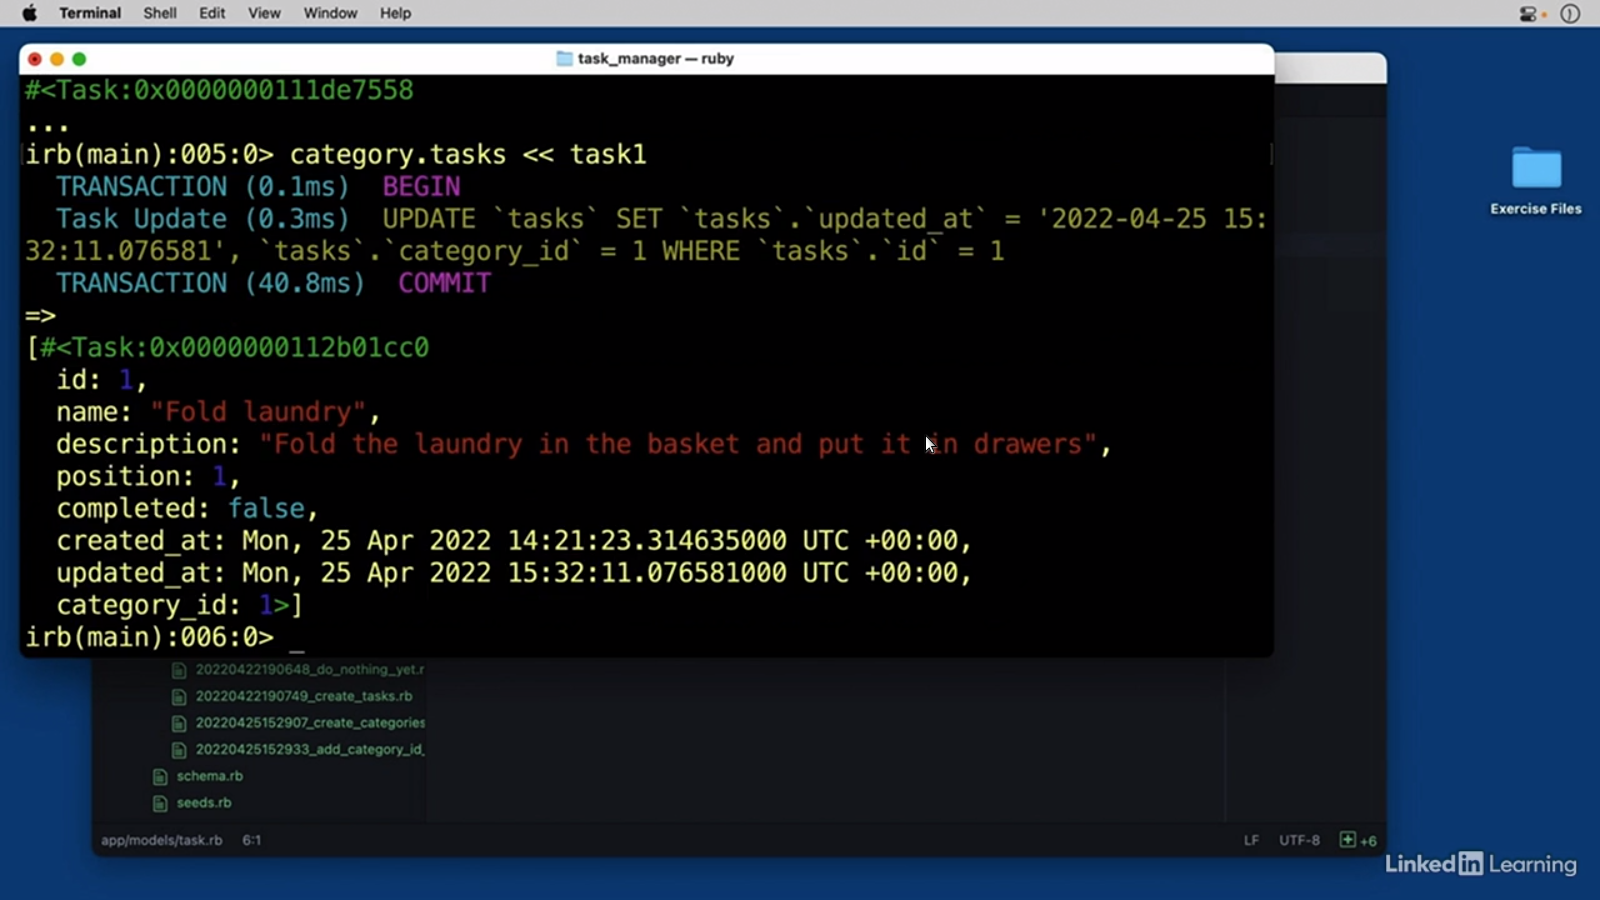 Terminal Shell Edit View Window Help
task_manager — ruby
#<Task:0x0000000111de7558
...
irb(main):005:0> category.tasks << task1
TRANSACTION (0.1ms) BEGIN
Task Update (0.3ms) UPDATE `tasks` SET `tasks`.`updated_at` = '2022-04-25 15:
32:11.076581', `tasks`.`category_id` = 1 WHERE `tasks`.`id` = 1
TRANSACTION (40.8ms) COMMIT
=>
[#<Task:0x0000000112b01cc0
id: 1,
name: "Fold laundry",
description: "Fold the laundry in the basket and put it in drawers",
position: 1,
completed: false,
created_at: Mon, 25 Apr 2022 14:21:23.314635000 UTC +00:00,
updated_at: Mon, 25 Apr 2022 15:32:11.076581000 UTC +00:00,
category_id: 1>]
irb(main):006:0> _
Exercise Files
20220422190648_do_nothing_yet.r
20220422190749_create_tasks.rb
20220425152907_create_categories
20220425152933_add_category_id_
schema.rb
seeds.rb
app/models/task.rb 6:1
LF UTF-8 +6
LinkedIn Learning